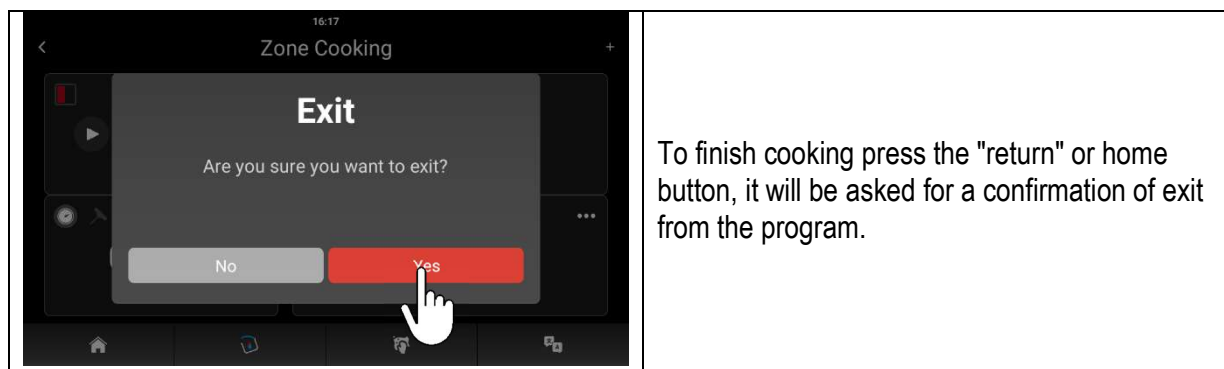 16:17
Zone Cooking
Exit
Are you sure you want to exit?
No
Yes
To finish cooking press the "return" or home
button, it will be asked for a confirmation of exit
from the program.